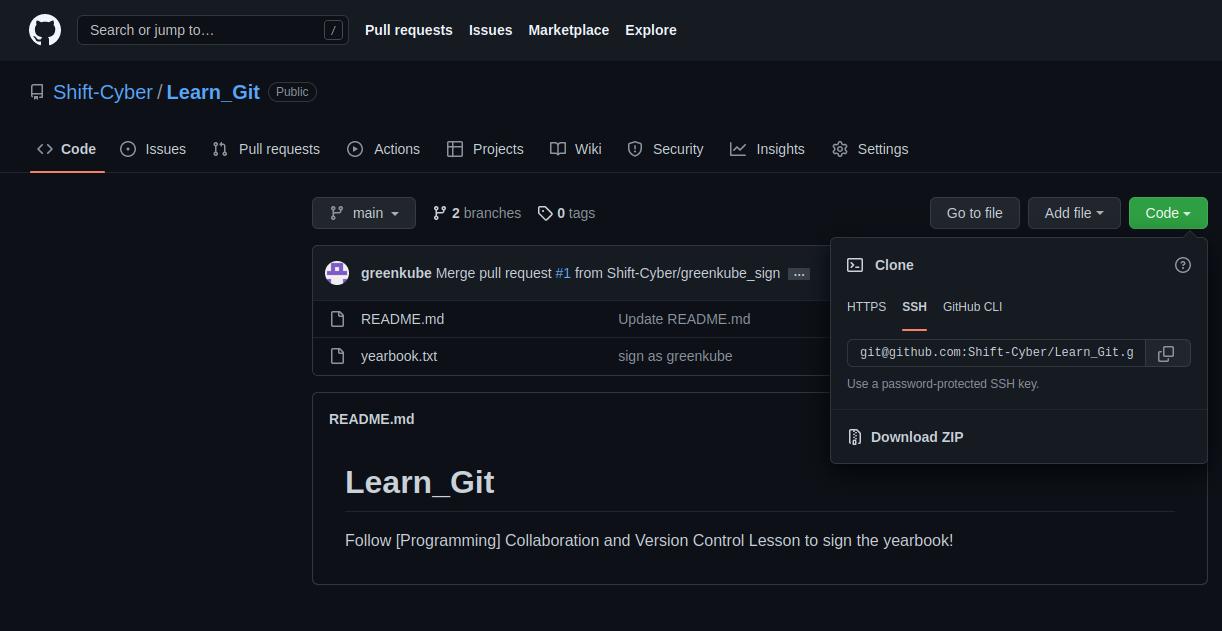 Search or jump to… /
Pull requests Issues Marketplace Explore
Shift-Cyber / Learn_Git Public
Code Issues Pull requests Actions Projects Wiki Security Insights Settings
main 2 branches 0 tags Go to file Add file Code
greenkube Merge pull request #1 from Shift-Cyber/greenkube_sign …
README.md Update README.md
yearbook.txt sign as greenkube
Clone
HTTPS SSH GitHub CLI
git@github.com:Shift-Cyber/Learn_Git.g
Use a password-protected SSH key.
Download ZIP
README.md
Learn_Git
Follow [Programming] Collaboration and Version Control Lesson to sign the yearbook!